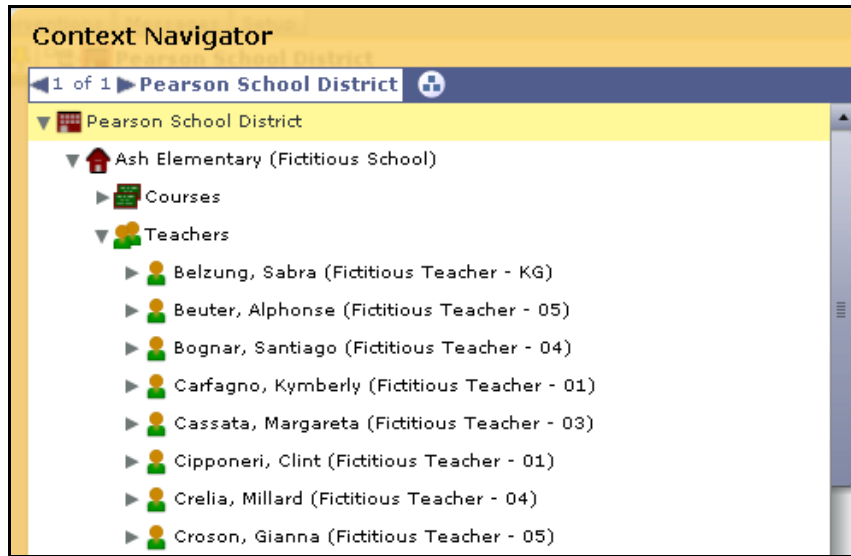 Context Navigator
Pearson School District
1 of 1 Pearson School District
Pearson School District
Ash Elementary (Fictitious School)
Courses
Teachers
Belzung, Sabra (Fictitious Teacher - KG)
Beuter, Alphonse (Fictitious Teacher - 05)
Bognar, Santiago (Fictitious Teacher - 04)
Carfagno, Kymberly (Fictitious Teacher - 01)
Cassata, Margareta (Fictitious Teacher - 03)
Cipponeri, Clint (Fictitious Teacher - 01)
Crelia, Millard (Fictitious Teacher - 04)
Croson, Gianna (Fictitious Teacher - 05)